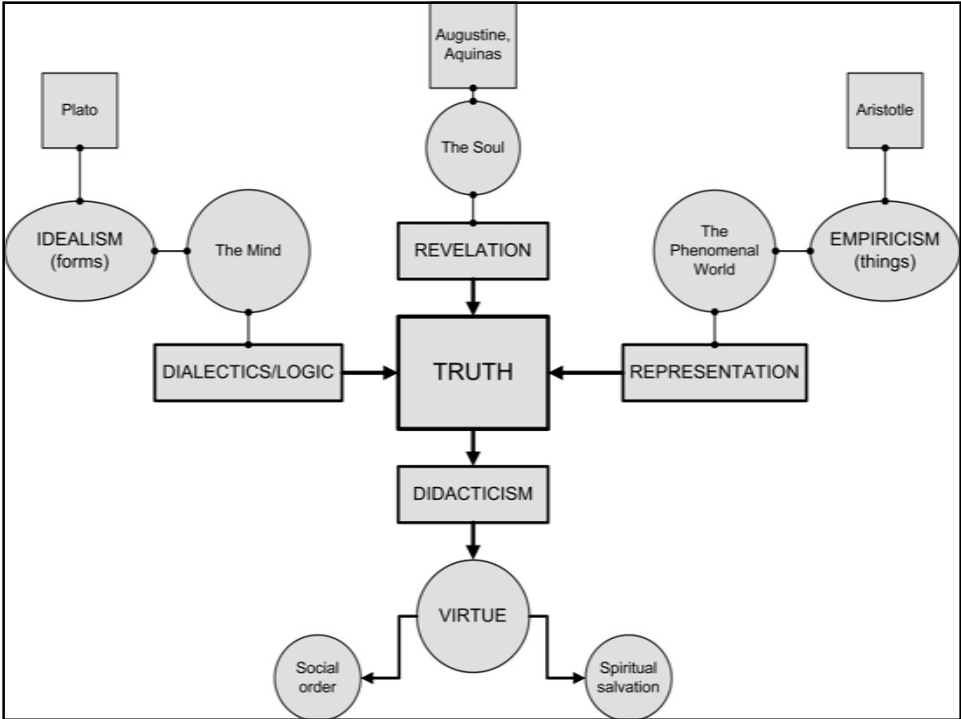 Augustine,
Aquinas
Plato
Aristotle
The Soul
IDEALISM
(forms)
The Mind
REVELATION
The
Phenomenal
World
EMPIRICISM
(things)
DIALECTICS/LOGIC
TRUTH
REPRESENTATION
DIDACTICISM
VIRTUE
Social
order
Spiritual
salvation